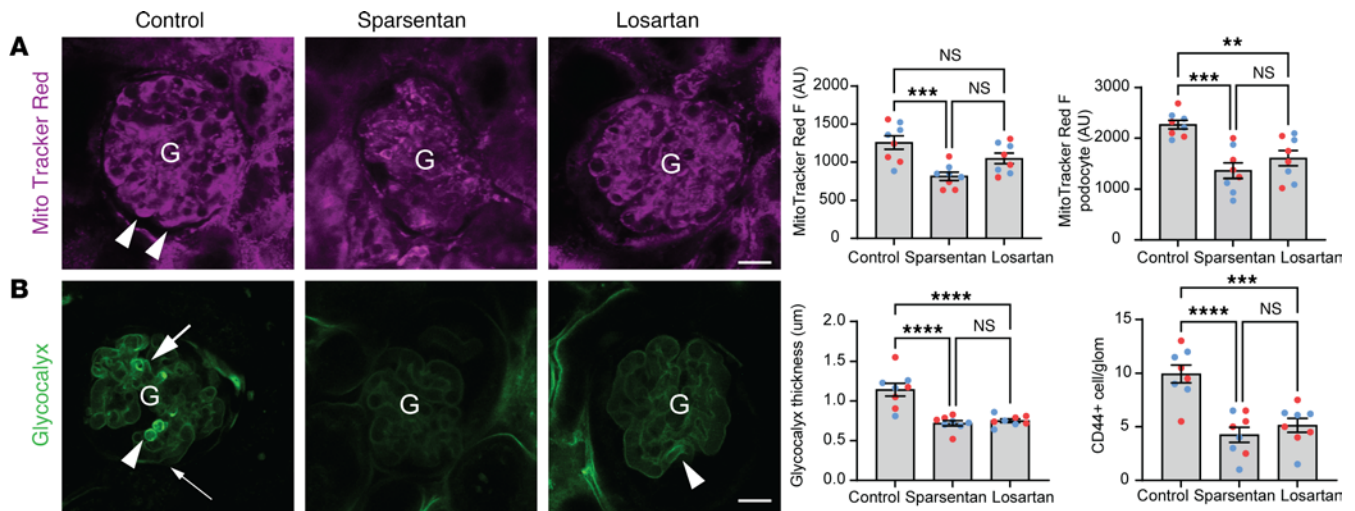 Control Sparsentan Losartan
A
Mito Tracker Red
G
G
G
MitoTracker Red F (AU)
2000
1500
1000
500
0
NS
***
NS
Control Sparsentan Losartan
MitoTracker Red F
podocyte (AU)
3000
2000
1000
0
**
***
NS
Control Sparsentan Losartan
B
Glycocalyx
G
G
G
Glycocalyx thickness (um)
2.0
1.5
1.0
0.5
0.0
****
****
NS
Control Sparsentan Losartan
CD44+ cell/glom
15
10
5
0
***
****
NS
Control Sparsentan Losartan